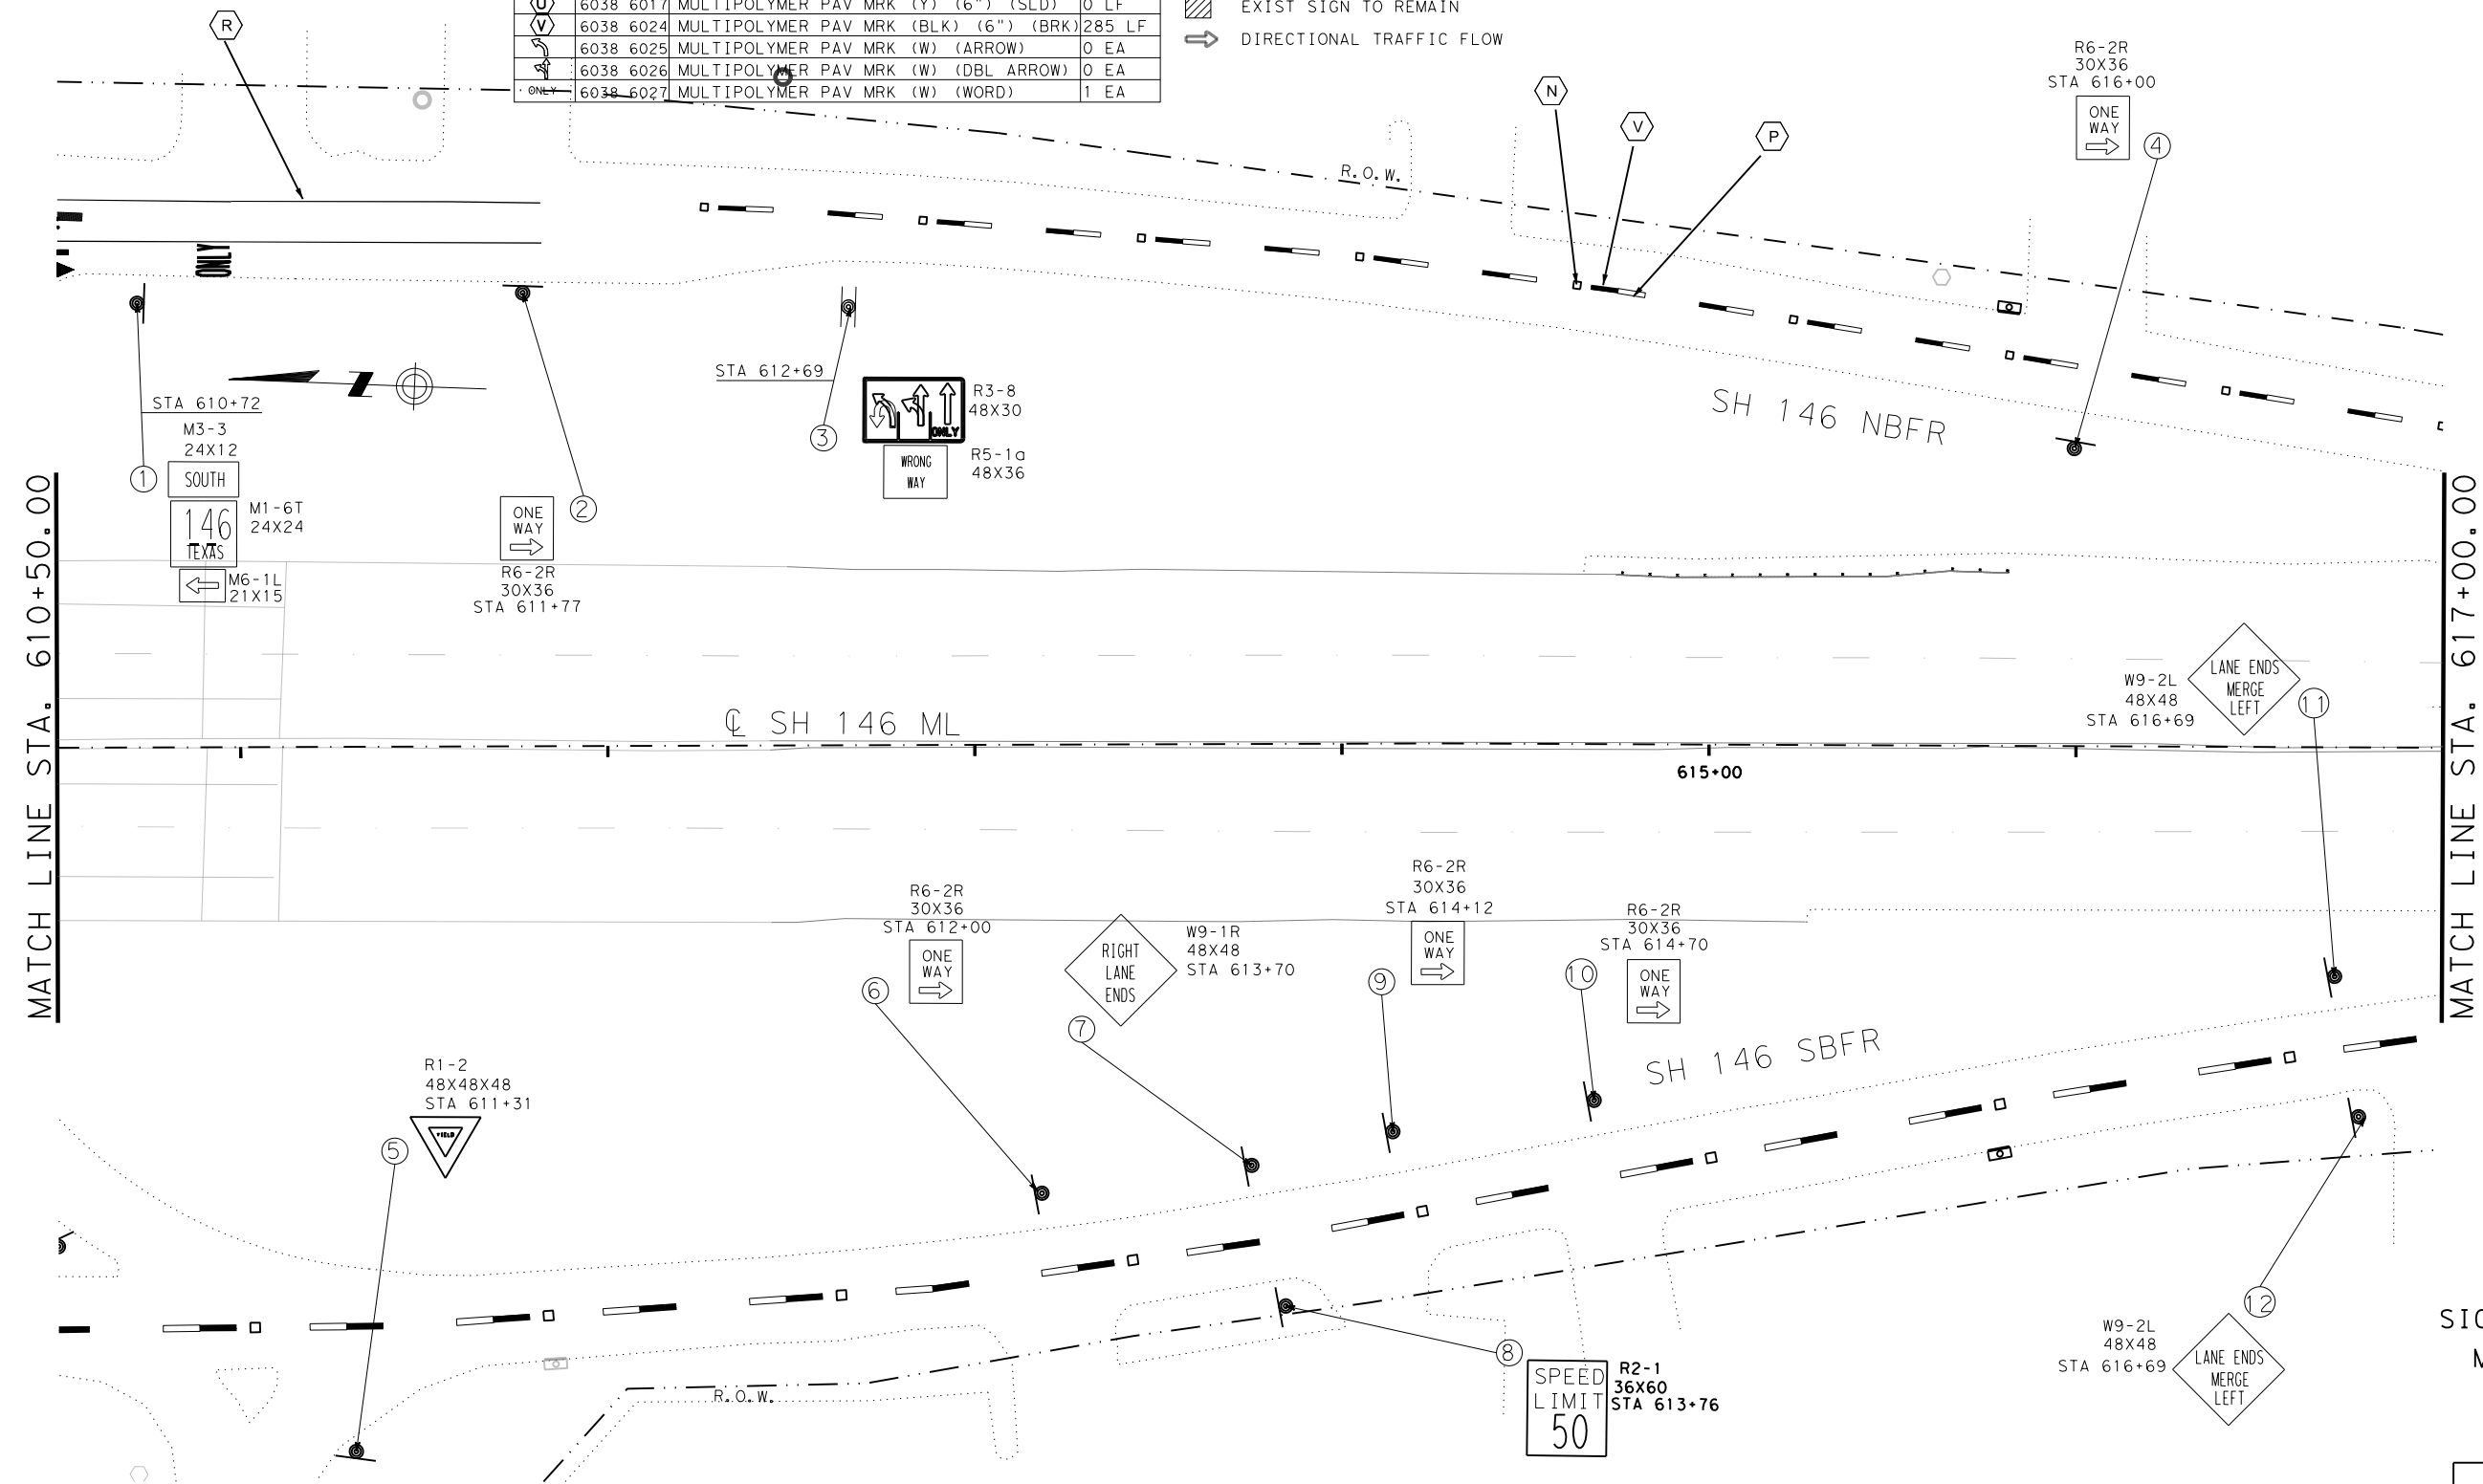 U 6038 6017 MULTIPOLYMER PAV MRK (Y) (6") (SLD) 0 LF
V 6038 6024 MULTIPOLYMER PAV MRK (BLK) (6") (BRK) 285 LF
6038 6025 MULTIPOLYMER PAV MRK (W) (ARROW) 0 EA
6038 6026 MULTIPOLYMER PAV MRK (W) (DBL ARROW) 0 EA
ONLY 6038 6027 MULTIPOLYMER PAV MRK (W) (WORD) 1 EA
EXIST SIGN TO REMAIN
DIRECTIONAL TRAFFIC FLOW
R
N
V
P
R6-2R
30X36
STA 616+00
ONE
WAY
4
R.O.W.
ONLY
STA 610+72
M3-3
24X12
1
SOUTH
146
TEXAS
M1-6T
24X24
M6-1L
21X15
2
ONE
WAY
R6-2R
30X36
STA 611+77
STA 612+69
3
ONLY
R3-8
48X30
WRONG
WAY
R5-1a
48X36
SH 146 NBFR
MATCH LINE STA. 610+50.00
MATCH LINE STA. 617+00.00
℄ SH 146 ML
615+00
W9-2L
48X48
STA 616+69
LANE ENDS
MERGE
LEFT
11
R6-2R
30X36
STA 612+00
ONE
WAY
6
RIGHT
LANE
ENDS
W9-1R
48X48
STA 613+70
7
R6-2R
30X36
STA 614+12
ONE
WAY
9
R6-2R
30X36
STA 614+70
ONE
WAY
10
SH 146 SBFR
R1-2
48X48X48
STA 611+31
YIELD
5
R.O.W.
8
SPEED
LIMIT
50
R2-1
36X60
STA 613+76
12
W9-2L
48X48
STA 616+69
LANE ENDS
MERGE
LEFT